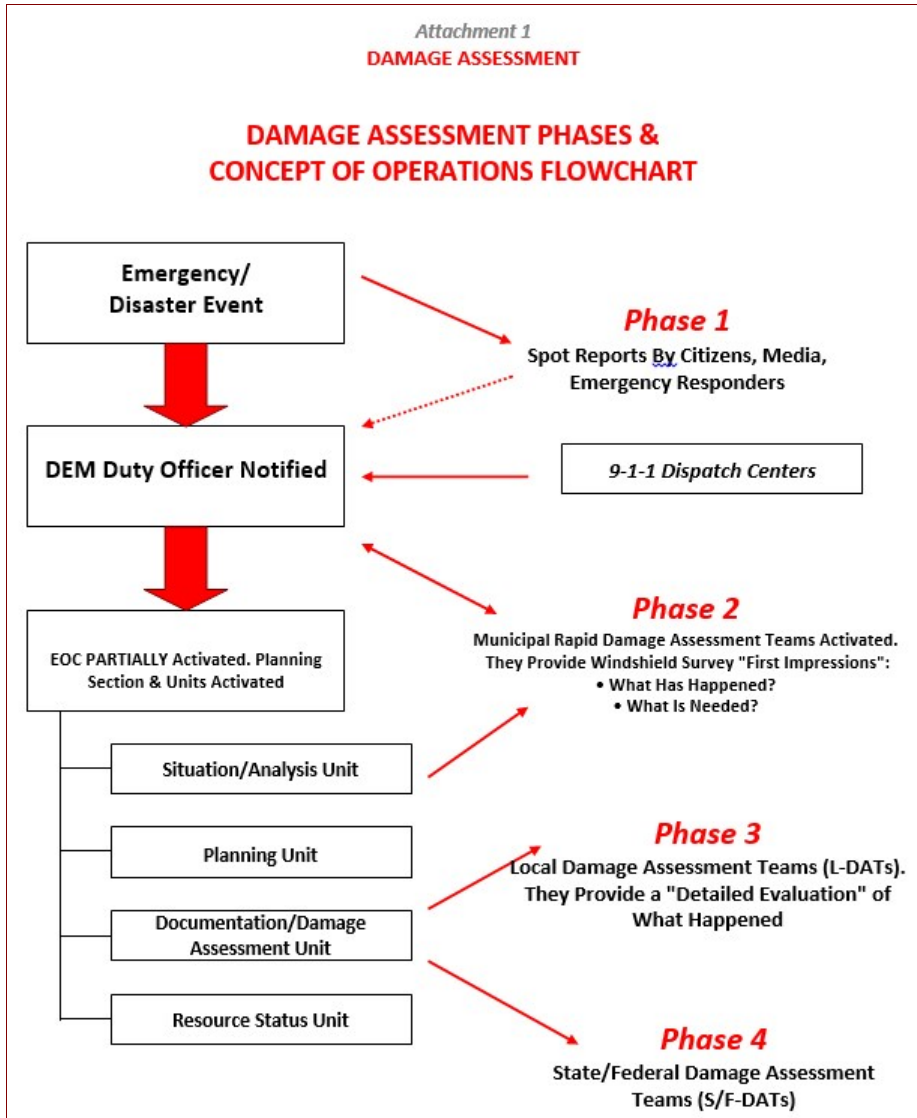 Attachment 1
DAMAGE ASSESSMENT
DAMAGE ASSESSMENT PHASES &
CONCEPT OF OPERATIONS FLOWCHART
Emergency/
Disaster Event
Phase 1
Spot Reports By Citizens, Media,
Emergency Responders
DEM Duty Officer Notified
9-1-1 Dispatch Centers
Phase 2
Municipal Rapid Damage Assessment Teams Activated.
They Provide Windshield Survey "First Impressions":
• What Has Happened?
• What Is Needed?
EOC PARTIALLY Activated. Planning
Section & Units Activated
Situation/Analysis Unit
Planning Unit
Phase 3
Local Damage Assessment Teams (L-DATs).
They Provide a "Detailed Evaluation" of
What Happened
Documentation/Damage
Assessment Unit
Resource Status Unit
Phase 4
State/Federal Damage Assessment
Teams (S/F-DATs)